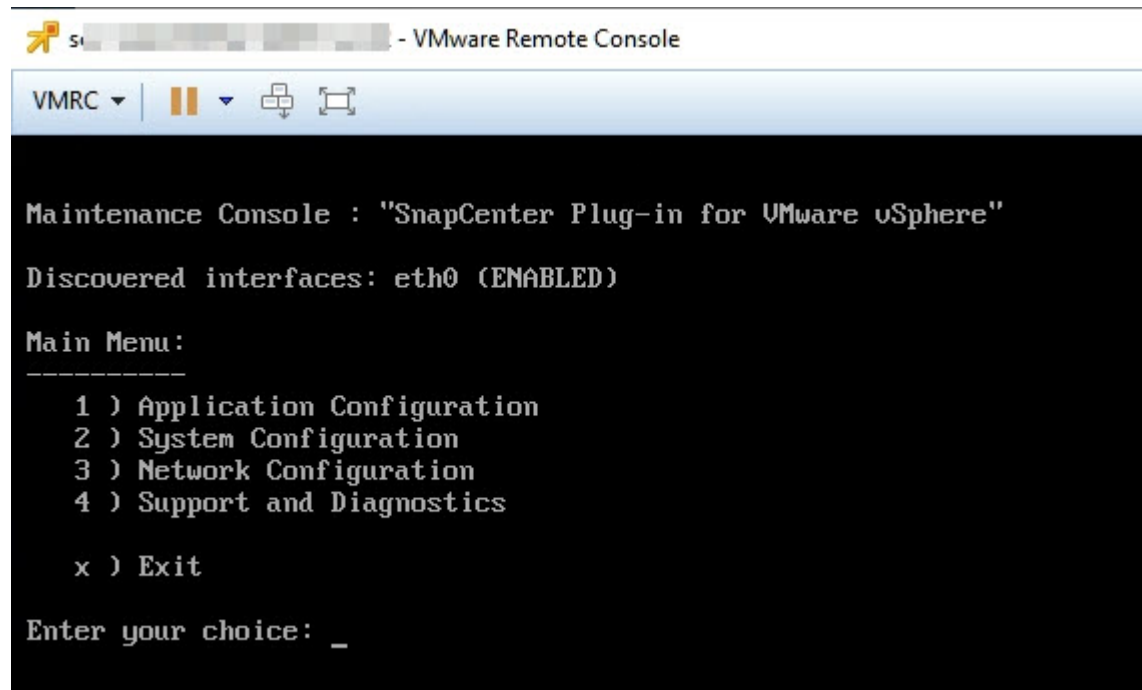 - VMware Remote Console
VMRC
Maintenance Console : "SnapCenter Plug-in for VMware vSphere"
Discovered interfaces: eth0 (ENABLED)
Main Menu:
----------
1 ) Application Configuration
2 ) System Configuration
3 ) Network Configuration
4 ) Support and Diagnostics
x ) Exit
Enter your choice: _